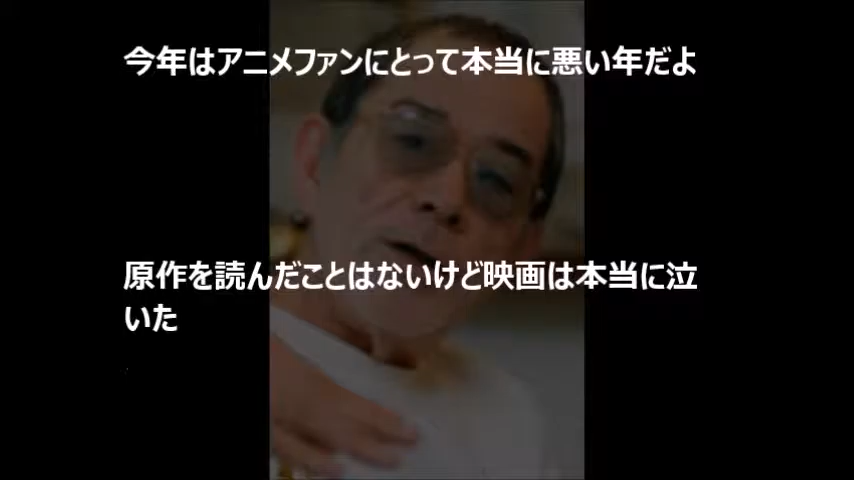 今年はアニメファンにとって本当に悪い年だよ
原作を読んだことはないけど映画は本当に泣
いた